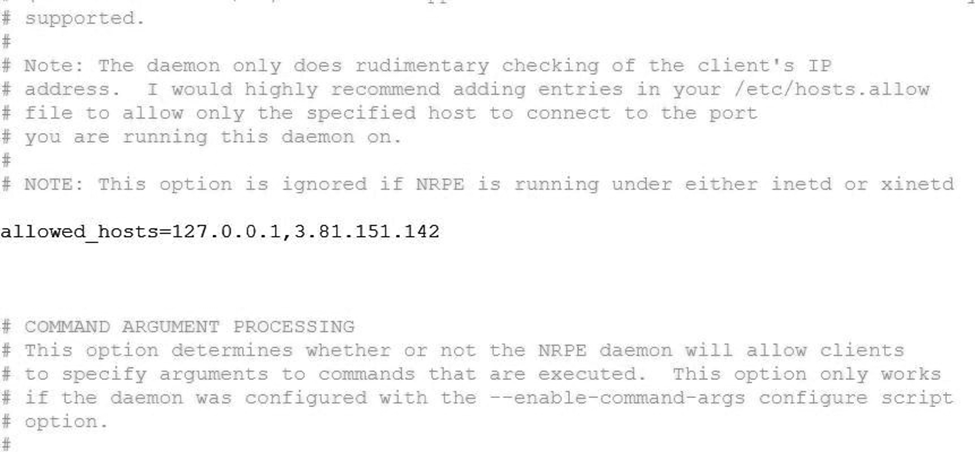 # supported.
#
# Note: The daemon only does rudimentary checking of the client's IP
# address.  I would highly recommend adding entries in your /etc/hosts.allow
# file to allow only the specified host to connect to the port
# you are running this daemon on.
#
# NOTE: This option is ignored if NRPE is running under either inetd or xinetd
allowed_hosts=127.0.0.1,3.81.151.142
# COMMAND ARGUMENT PROCESSING
# This option determines whether or not the NRPE daemon will allow clients
# to specify arguments to commands that are executed.  This option only works
# if the daemon was configured with the --enable-command-args configure script
# option.
#